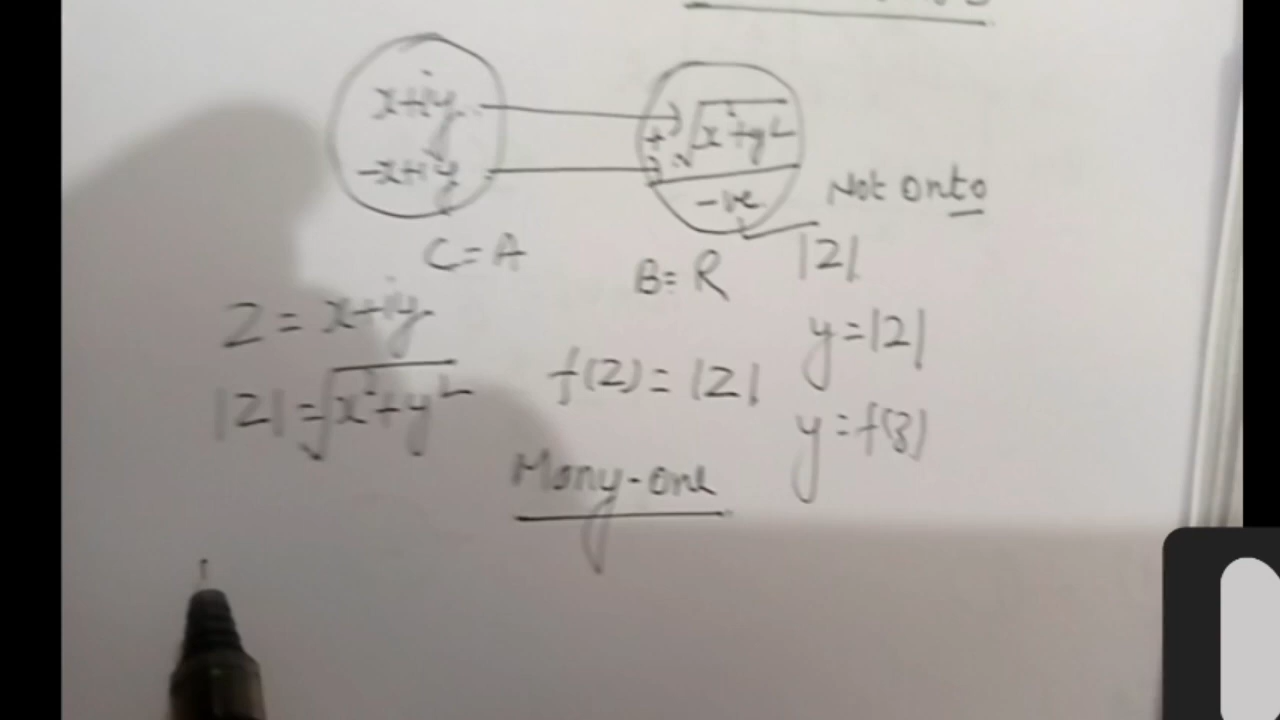 x+iy
-x+iy
+ √x²+y²
-ve
Not Onto
C=A
B=R
|z|
z = x+iy
|z| = √x²+y²
f(z) = |z|
y = |z|
y = f(z)
Many-one